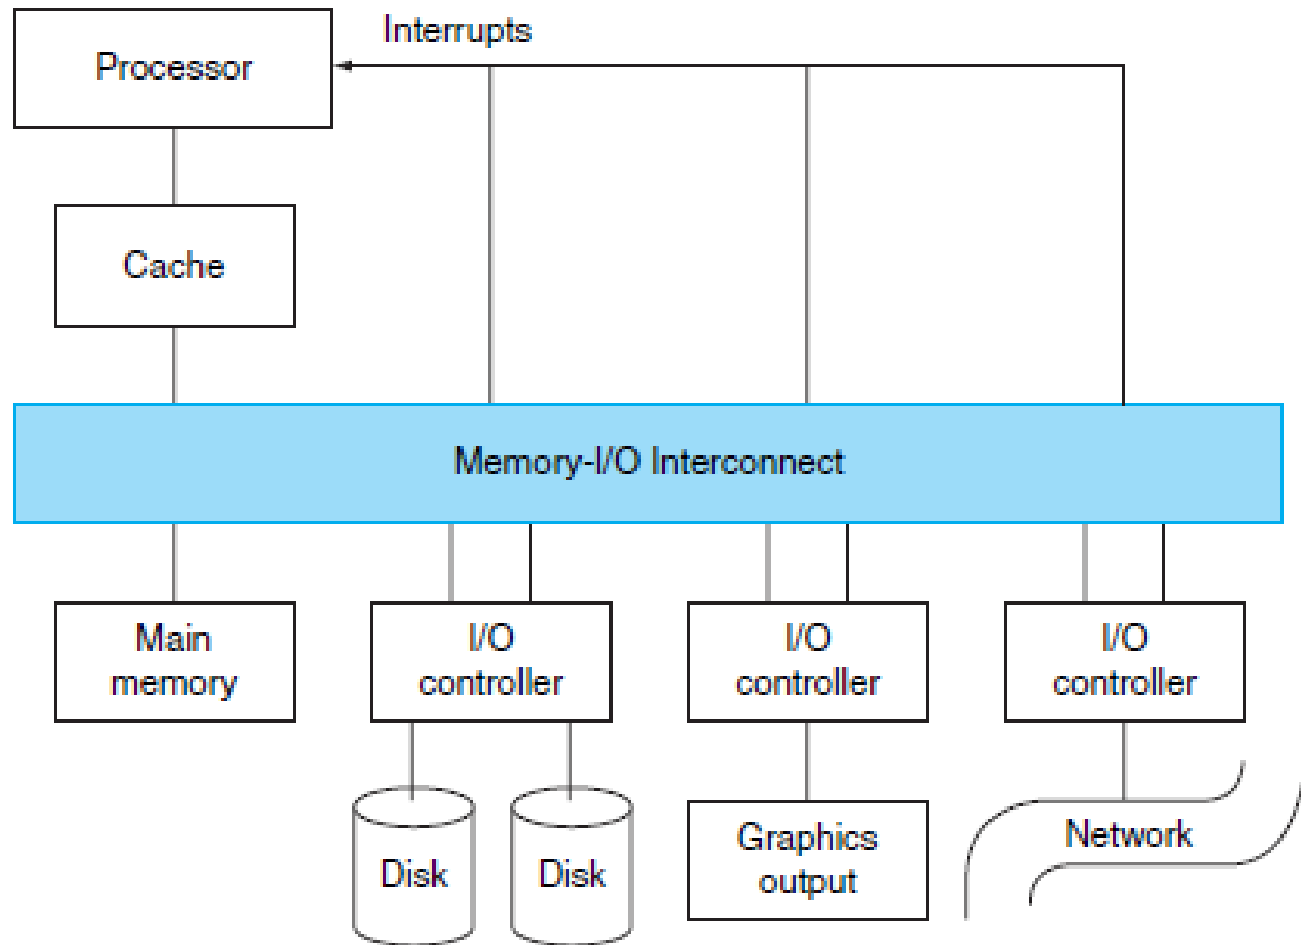 Interrupts
Processor
Cache
Memory-I/O Interconnect
Main
memory
I/O
controller
I/O
controller
I/O
controller
Disk
Disk
Graphics
output
Network